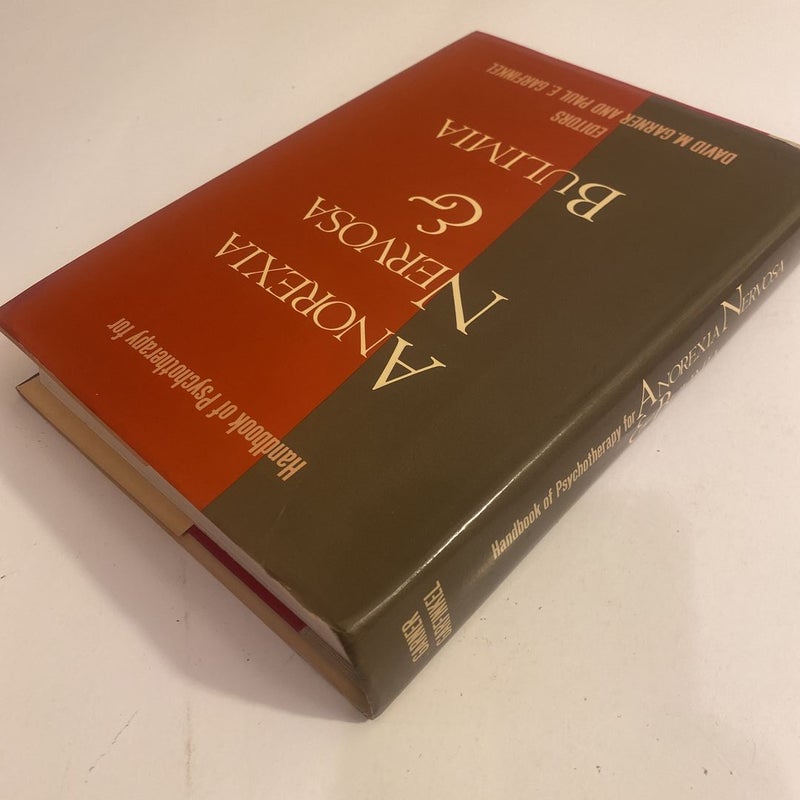 Handbook of Psychotherapy for
ANOREXIA
NERVOSA
&
BULIMIA
EDITORS
DAVID M. GARNER AND PAUL E. GARFINKEL
Handbook of Psychotherapy for ANOREXIA NERVOSA
&
GARNER
GARFINKEL